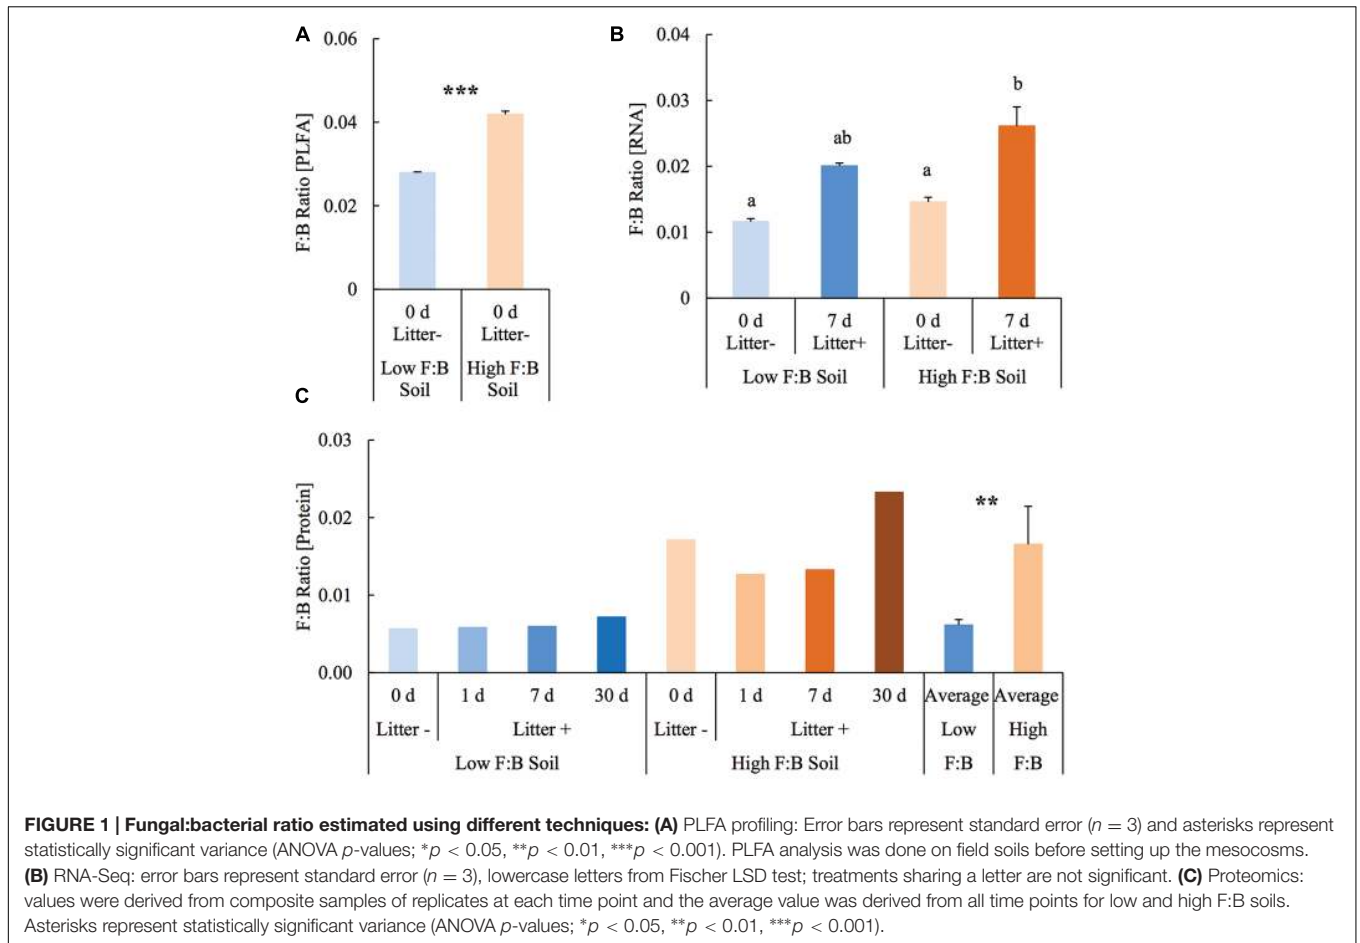 A
0.06
0.04
0.02
0
F:B Ratio [PLFA]
***
0 d 0 d
Litter- Litter-
Low F:B High F:B
Soil Soil
B
0.04
0.03
0.02
0.01
0
F:B Ratio [RNA]
a ab a b
0 d 7 d 0 d 7 d
Litter- Litter+ Litter- Litter+
Low F:B Soil High F:B Soil
C
0.03
0.02
0.01
0.00
F:B Ratio [Protein]
**
0 d 1 d 7 d 30 d 0 d 1 d 7 d 30 d Average Average
Litter - Litter + Litter - Litter + Low High
Low F:B Soil High F:B Soil F:B F:B
FIGURE 1 | Fungal:bacterial ratio estimated using different techniques: (A) PLFA profiling: Error bars represent standard error (n = 3) and asterisks represent
statistically significant variance (ANOVA p-values; *p < 0.05, **p < 0.01, ***p < 0.001). PLFA analysis was done on field soils before setting up the mesocosms.
(B) RNA-Seq: error bars represent standard error (n = 3), lowercase letters from Fischer LSD test; treatments sharing a letter are not significant. (C) Proteomics:
values were derived from composite samples of replicates at each time point and the average value was derived from all time points for low and high F:B soils.
Asterisks represent statistically significant variance (ANOVA p-values; *p < 0.05, **p < 0.01, ***p < 0.001).